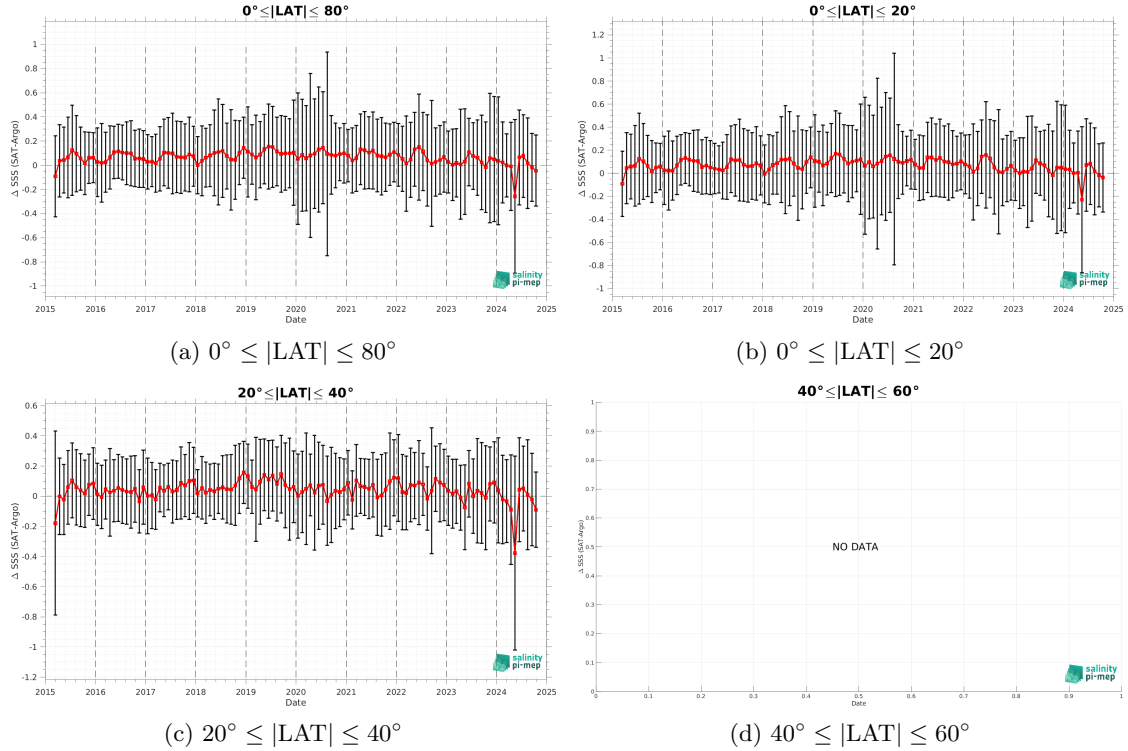 0°≤|LAT|≤ 80°
Δ SSS (SAT-Argo)
1
0.8
0.6
0.4
0.2
0
-0.2
-0.4
-0.6
-0.8
-1
2015 2016 2017 2018 2019 2020 2021 2022 2023 2024 2025
Date
salinity
pi-mep
(a) 0° ≤ |LAT| ≤ 80°
0°≤|LAT|≤ 20°
Δ SSS (SAT-Argo)
1.2
1
0.8
0.6
0.4
0.2
0
-0.2
-0.4
-0.6
-0.8
-1
2015 2016 2017 2018 2019 2020 2021 2022 2023 2024 2025
Date
salinity
pi-mep
(b) 0° ≤ |LAT| ≤ 20°
20°≤|LAT|≤ 40°
Δ SSS (SAT-Argo)
0.6
0.4
0.2
0
-0.2
-0.4
-0.6
-0.8
-1
-1.2
2015 2016 2017 2018 2019 2020 2021 2022 2023 2024 2025
Date
salinity
pi-mep
(c) 20° ≤ |LAT| ≤ 40°
40°≤|LAT|≤ 60°
Δ SSS (SAT-Argo)
1
0.9
0.8
0.7
0.6
0.5
0.4
0.3
0.2
0.1
0
NO DATA
0 0.1 0.2 0.3 0.4 0.5 0.6 0.7 0.8 0.9 1
Date
salinity
pi-mep
(d) 40° ≤ |LAT| ≤ 60°